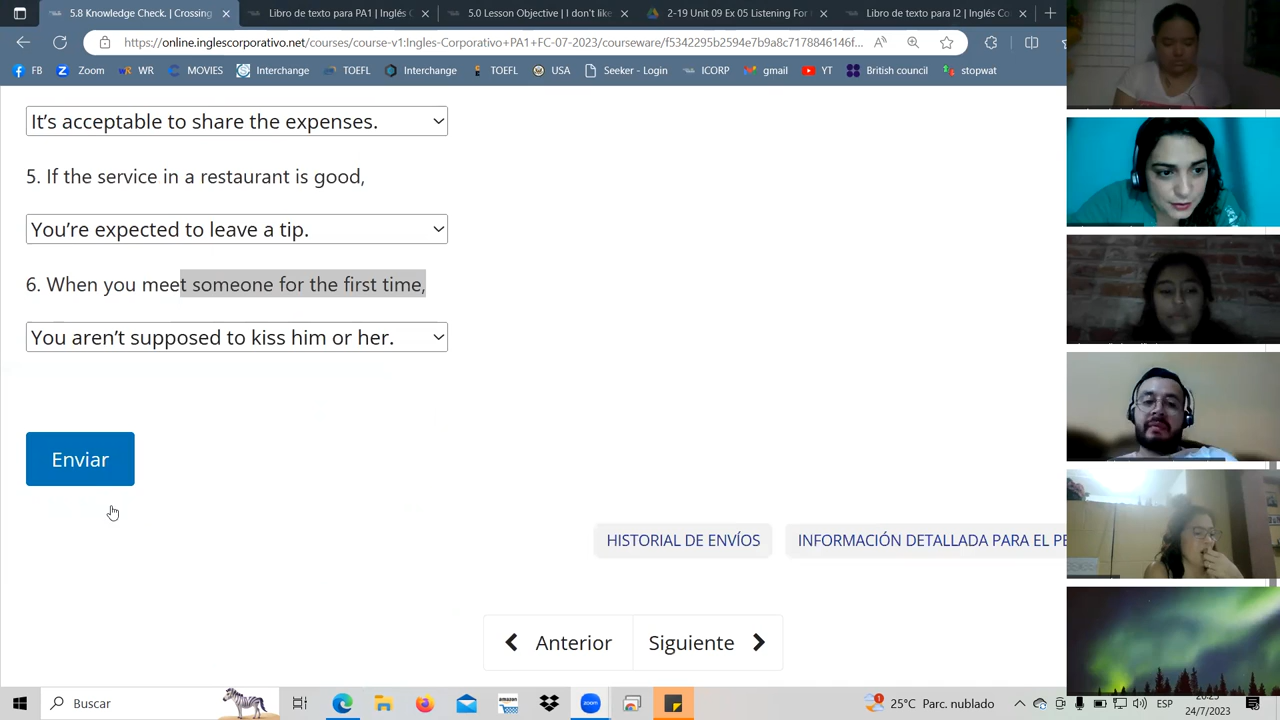 5.8 Knowledge Check. | Crossing
Libro de texto para PA1 | Inglés C
5.0 Lesson Objective | I don't like
2-19 Unit 09 Ex 05 Listening For
Libro de texto para I2 | Inglés Co
https://online.inglescorporativo.net/courses/course-v1:Ingles-Corporativo+PA1+FC-07-2023/courseware/f5342295b2594e7b9a8c7178846146f...
FB
Zoom
WR
MOVIES
Interchange
TOEFL
Interchange
TOEFL
USA
Seeker - Login
ICORP
gmail
YT
British council
stopwat
It's acceptable to share the expenses.
5. If the service in a restaurant is good,
You're expected to leave a tip.
6. When you meet someone for the first time,
You aren't supposed to kiss him or her.
Enviar
HISTORIAL DE ENVÍOS
INFORMACIÓN DETALLADA PARA EL PE
Anterior
Siguiente
Buscar
amazon
zoom
1
25°C Parc. nublado
ESP
24/7/2023